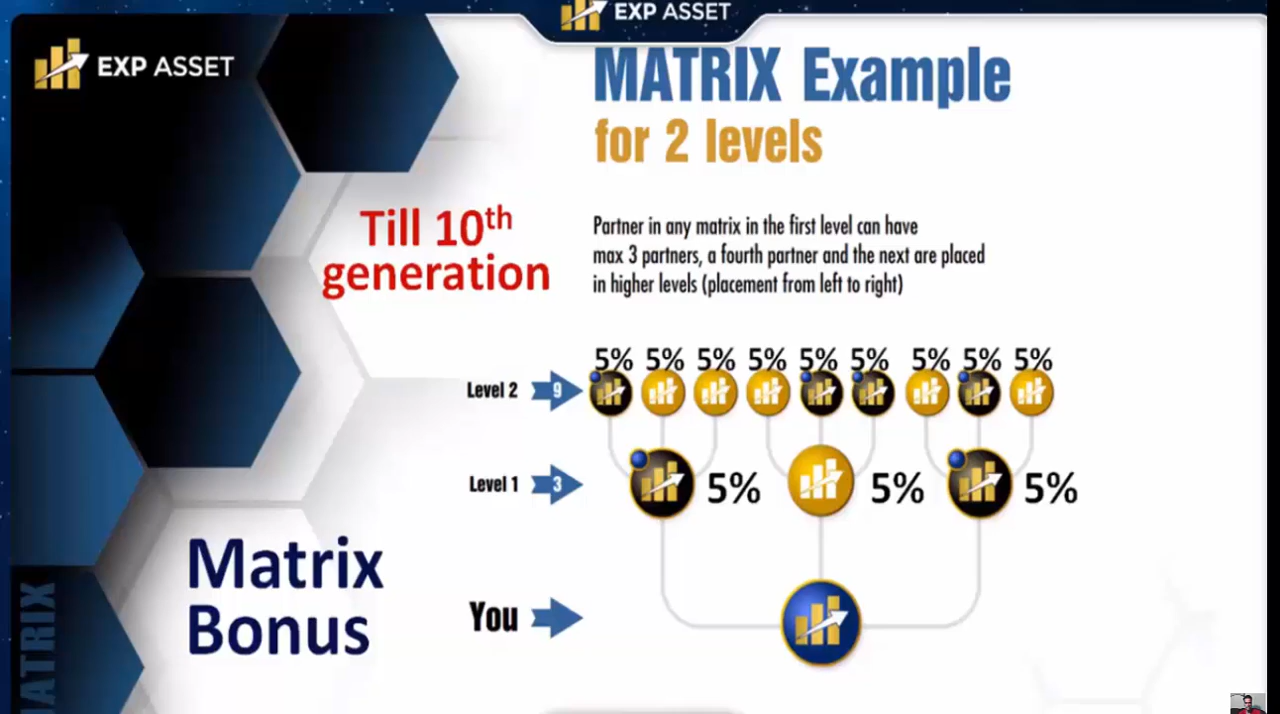 EXP ASSET
EXP ASSET
MATRIX Example
for 2 levels
Till 10th
generation
Partner in any matrix in the first level can have
max 3 partners, a fourth partner and the next are placed
in higher levels (placement from left to right)
5% 5% 5% 5% 5% 5% 5% 5% 5%
Level 2 9
Level 1 3 5% 5% 5%
Matrix
Bonus
You
MATRIX